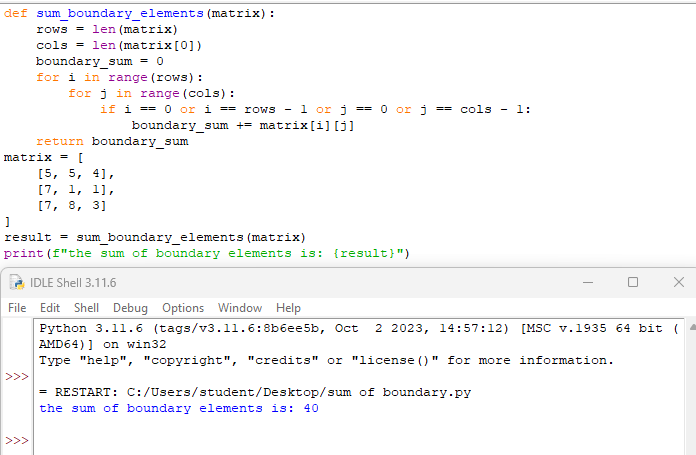 def sum_boundary_elements(matrix):
    rows = len(matrix)
    cols = len(matrix[0])
    boundary_sum = 0
    for i in range(rows):
        for j in range(cols):
            if i == 0 or i == rows - 1 or j == 0 or j == cols - 1:
                boundary_sum += matrix[i][j]
    return boundary_sum
matrix = [
    [5, 5, 4],
    [7, 1, 1],
    [7, 8, 3]
]
result = sum_boundary_elements(matrix)
print(f"the sum of boundary elements is: {result}")
IDLE Shell 3.11.6
File Edit Shell Debug Options Window Help
Python 3.11.6 (tags/v3.11.6:8b6ee5b, Oct  2 2023, 14:57:12) [MSC v.1935 64 bit (
AMD64)] on win32
Type "help", "copyright", "credits" or "license()" for more information.
>>>
= RESTART: C:/Users/student/Desktop/sum of boundary.py
the sum of boundary elements is: 40
>>>